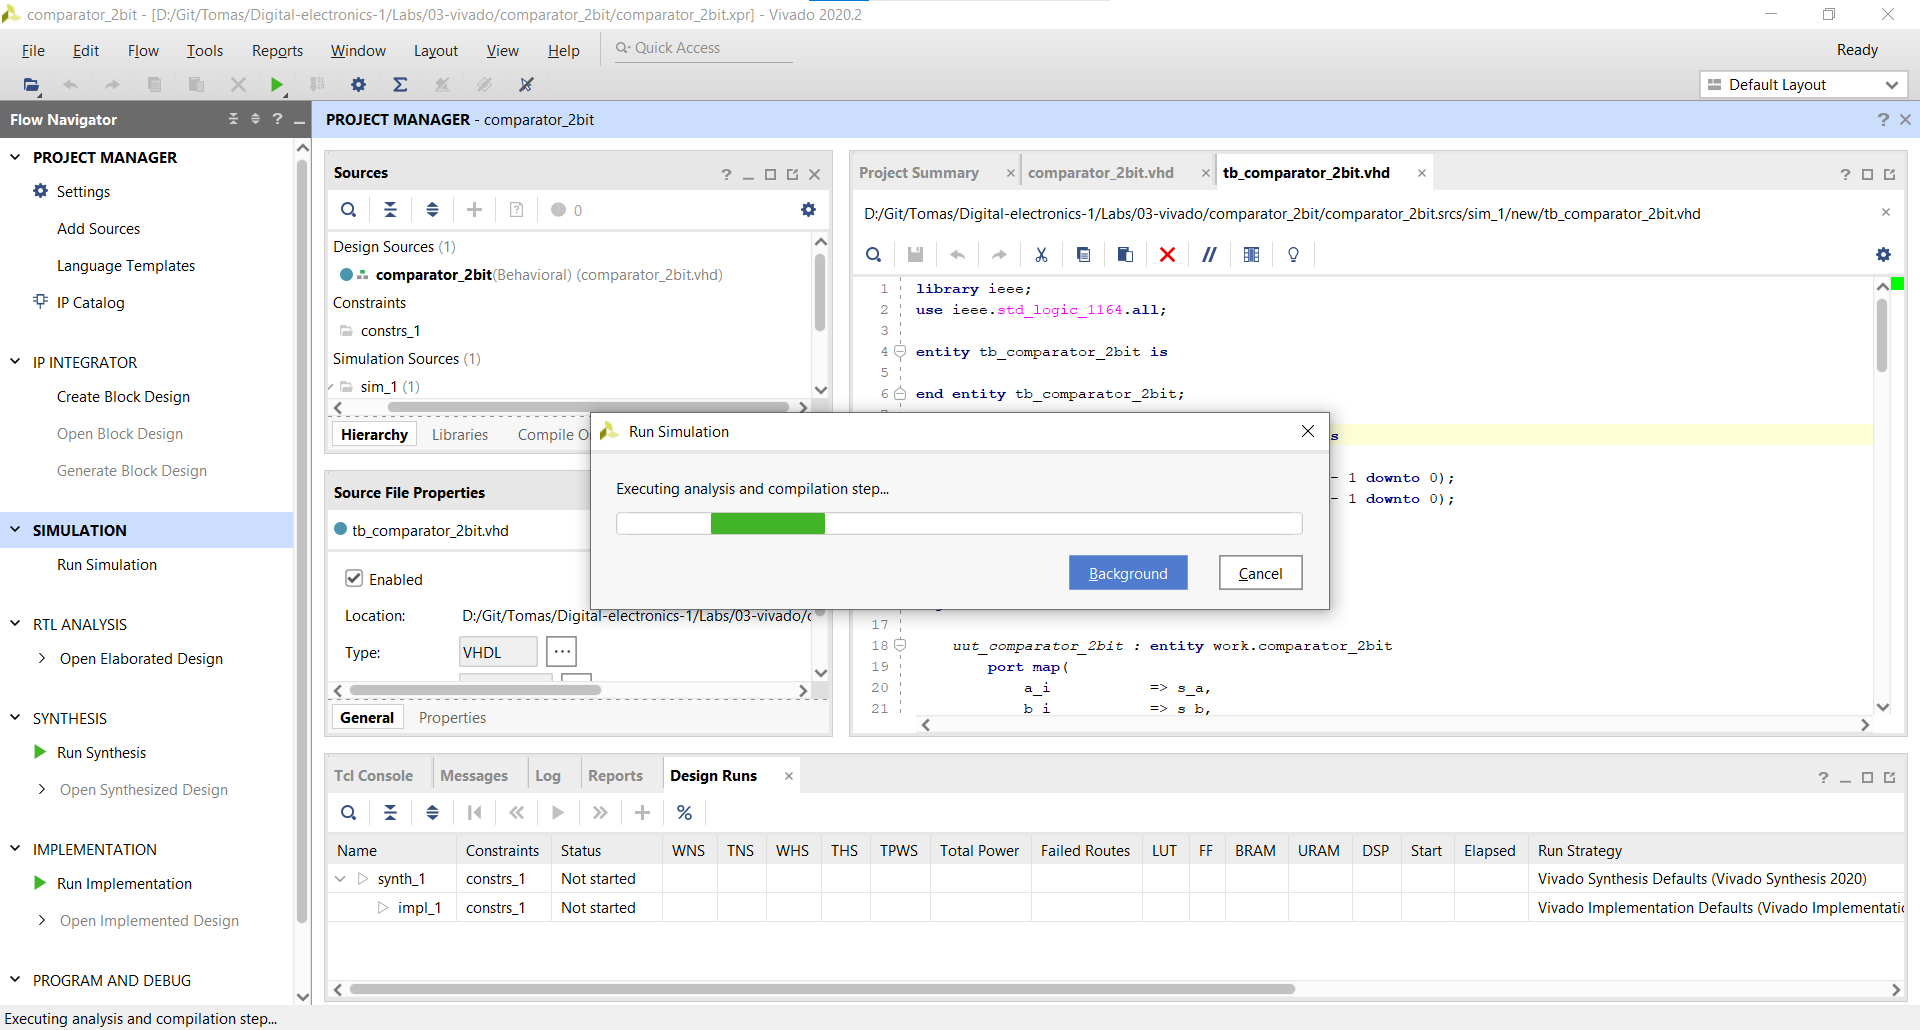 comparator_2bit - [D:/Git/Tomas/Digital-electronics-1/Labs/03-vivado/comparator_2bit/comparator_2bit.xpr] - Vivado 2020.2
File Edit Flow Tools Reports Window Layout View Help Quick Access Ready
Default Layout
Flow Navigator
PROJECT MANAGER
Settings
Add Sources
Language Templates
IP Catalog
IP INTEGRATOR
Create Block Design
Open Block Design
Generate Block Design
SIMULATION
Run Simulation
RTL ANALYSIS
Open Elaborated Design
SYNTHESIS
Run Synthesis
Open Synthesized Design
IMPLEMENTATION
Run Implementation
Open Implemented Design
PROGRAM AND DEBUG
PROJECT MANAGER - comparator_2bit
Sources
0
Design Sources (1)
comparator_2bit(Behavioral) (comparator_2bit.vhd)
Constraints
constrs_1
Simulation Sources (1)
sim_1 (1)
Hierarchy Libraries Compile O
Source File Properties
tb_comparator_2bit.vhd
Enabled
Location: D:/Git/Tomas/Digital-electronics-1/Labs/03-vivado/c
Type: VHDL ...
General Properties
Project Summary comparator_2bit.vhd tb_comparator_2bit.vhd
D:/Git/Tomas/Digital-electronics-1/Labs/03-vivado/comparator_2bit/comparator_2bit.srcs/sim_1/new/tb_comparator_2bit.vhd
1 library ieee;
2 use ieee.std_logic_1164.all;
3
4 entity tb_comparator_2bit is
5
6 end entity tb_comparator_2bit;
s
- 1 downto 0);
- 1 downto 0);
17
18 uut_comparator_2bit : entity work.comparator_2bit
19 port map(
20 a_i => s_a,
21 b_i => s_b,
Run Simulation
Executing analysis and compilation step...
Background Cancel
Tcl Console Messages Log Reports Design Runs
Name Constraints Status WNS TNS WHS THS TPWS Total Power Failed Routes LUT FF BRAM URAM DSP Start Elapsed Run Strategy
synth_1 constrs_1 Not started Vivado Synthesis Defaults (Vivado Synthesis 2020)
impl_1 constrs_1 Not started Vivado Implementation Defaults (Vivado Implementatic
Executing analysis and compilation step...